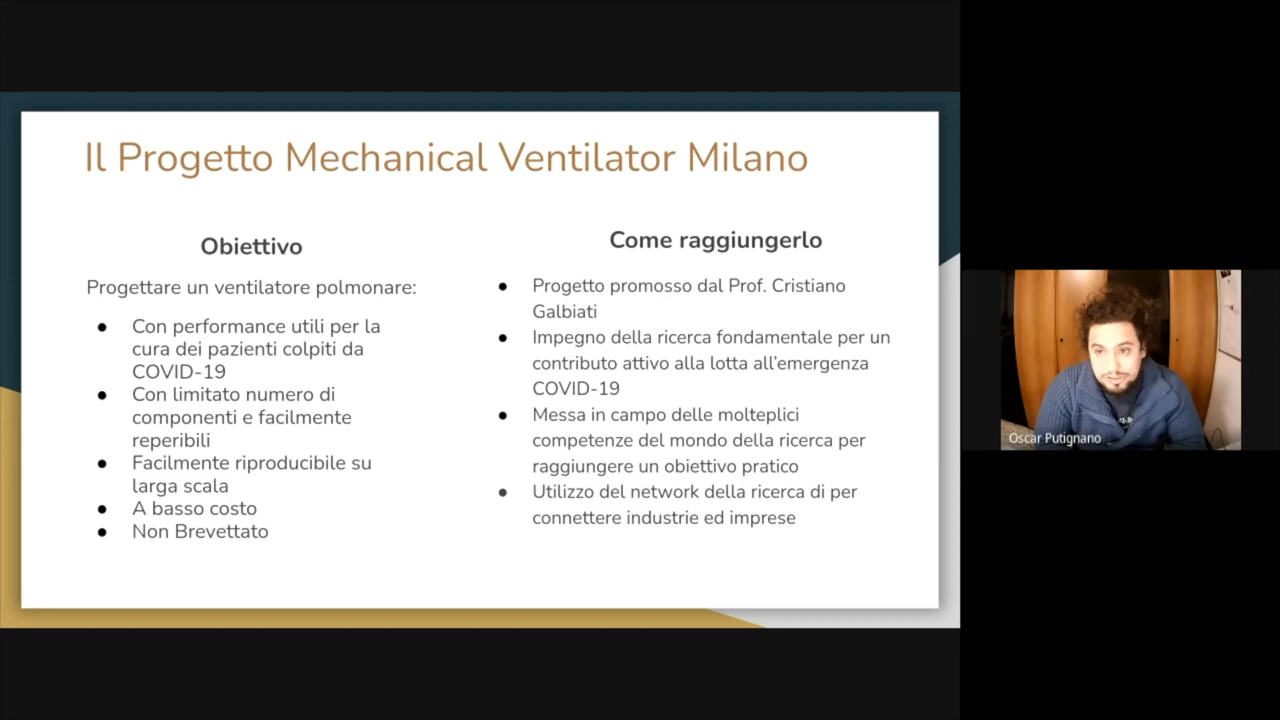 Il Progetto Mechanical Ventilator Milano
Obiettivo
Progettare un ventilatore polmonare:
● Con performance utili per la
cura dei pazienti colpiti da
COVID-19
● Con limitato numero di
componenti e facilmente
reperibili
● Facilmente riproducibile su
larga scala
● A basso costo
● Non Brevettato
Come raggiungerlo
● Progetto promosso dal Prof. Cristiano
Galbiati
● Impegno della ricerca fondamentale per un
contributo attivo alla lotta all’emergenza
COVID-19
● Messa in campo delle molteplici
competenze del mondo della ricerca per
raggiungere un obiettivo pratico
● Utilizzo del network della ricerca di per
connettere industrie ed imprese
Oscar Putignano